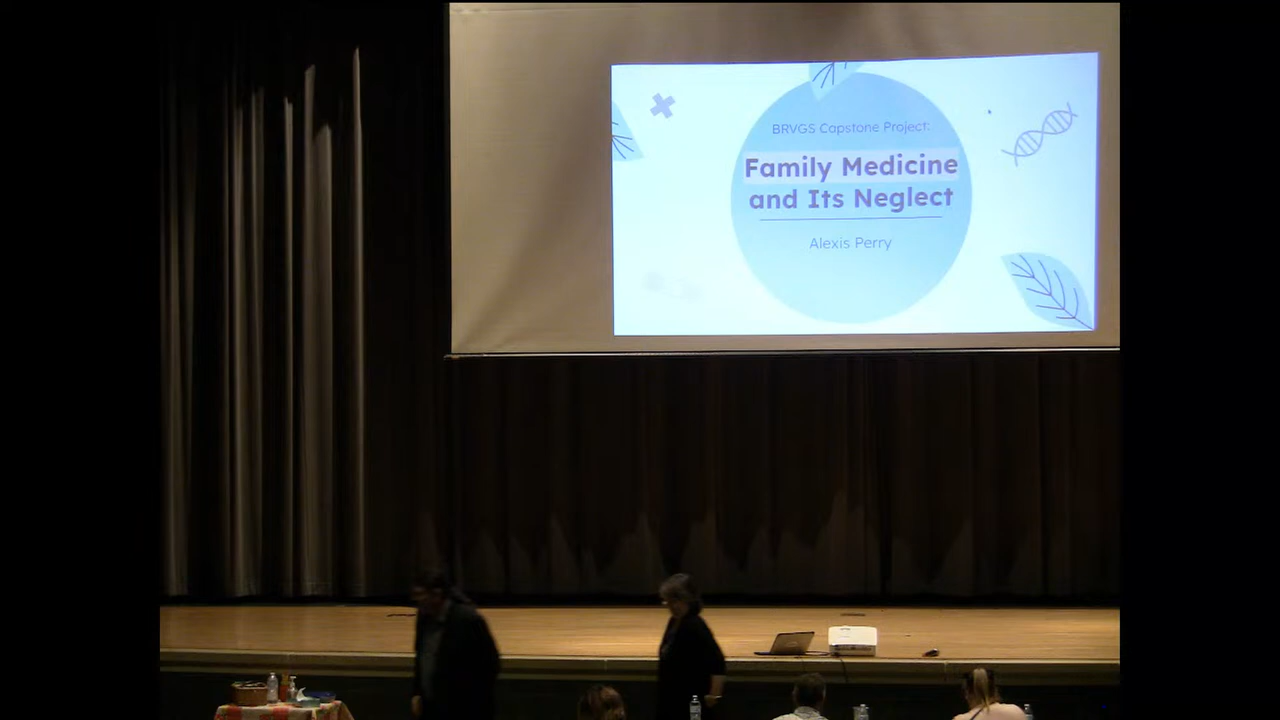 BRVGS Capstone Project:
Family Medicine
and Its Neglect
Alexis Perry